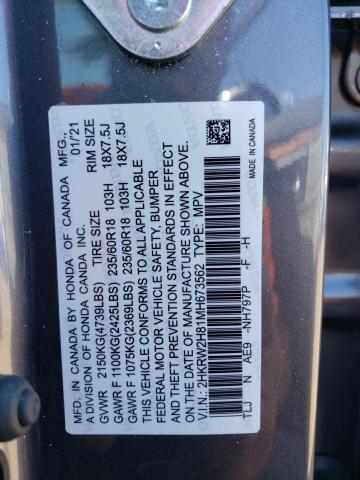 MFD. IN CANADA BY HONDA OF CANADA MFG.,
A DIVISION OF HONDA CANADA INC. 01/21
TIRE SIZE RIM SIZE
GVWR 2150KG(4739LBS)
GAWR F 1100KG(2425LBS) 235/60R18 103H 18X7.5J
GAWR F 1075KG(2369LBS) 235/60R18 103H 18X7.5J
THIS VEHICLE CONFORMS TO ALL APPLICABLE
FEDERAL MOTOR VEHICLE SAFETY, BUMPER
AND THEFT PREVENTION STANDARDS IN EFFECT
ON THE DATE OF MANUFACTURE SHOWN ABOVE.
V.I.N.: 2HKRW2H81MH673562 TYPE: MPV
TLJ N AE9 -NH797P -F -H
MADE IN CANADA